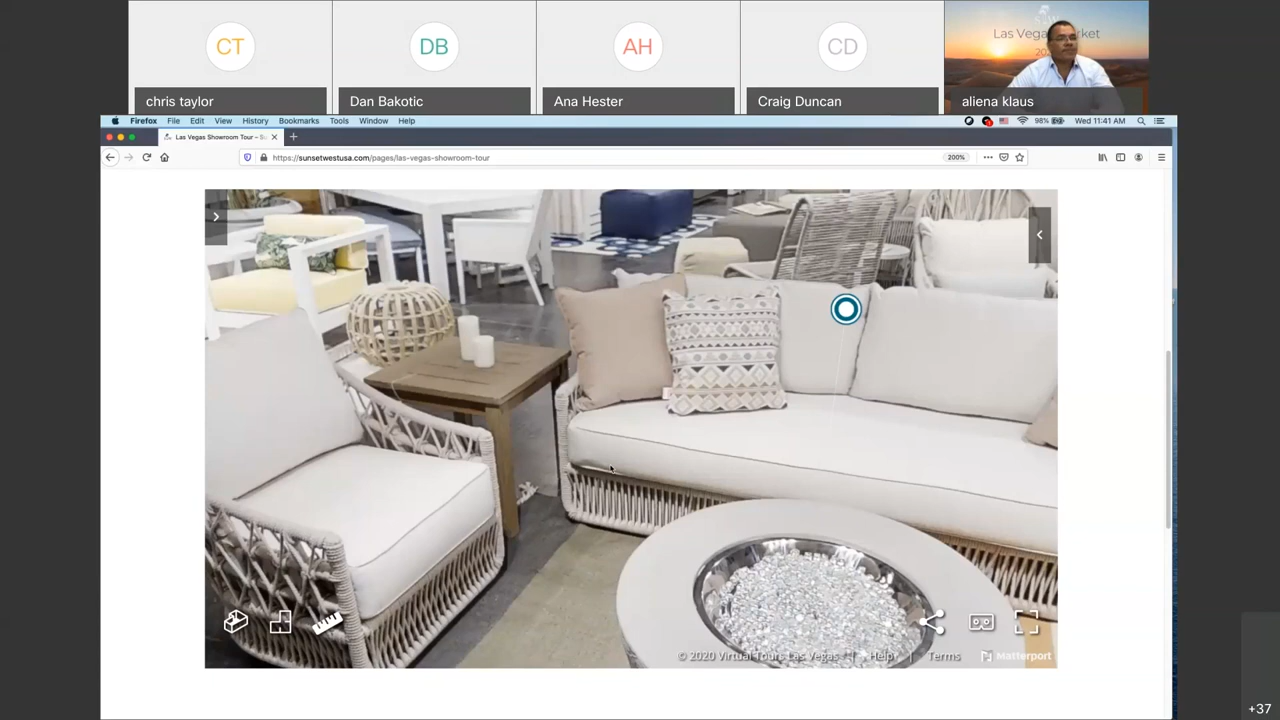 CT
DB
AH
CD
Las Vegas Market
chris taylor
Dan Bakotic
Ana Hester
Craig Duncan
aliena klaus
Firefox File Edit View History Bookmarks Tools Window Help
98%
Wed 11:41 AM
Las Vegas Showroom Tour – S
https://sunsetwestusa.com/pages/las-vegas-showroom-tour
200%
© 2020 Virtual Tours Las Vegas | Help | Terms
Matterport
+37